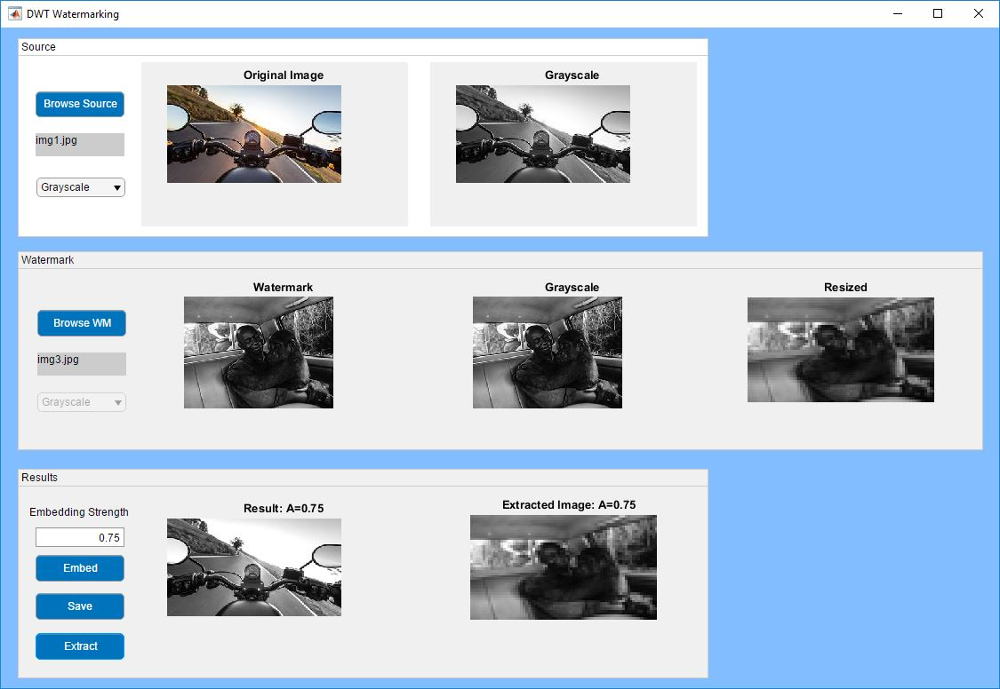 DWT Watermarking
Source
Original Image
Grayscale
Browse Source
img1.jpg
Grayscale
Watermark
Watermark
Grayscale
Resized
Browse WM
img3.jpg
Grayscale
Results
Embedding Strength
Result: A=0.75
Extracted Image: A=0.75
0.75
Embed
Save
Extract